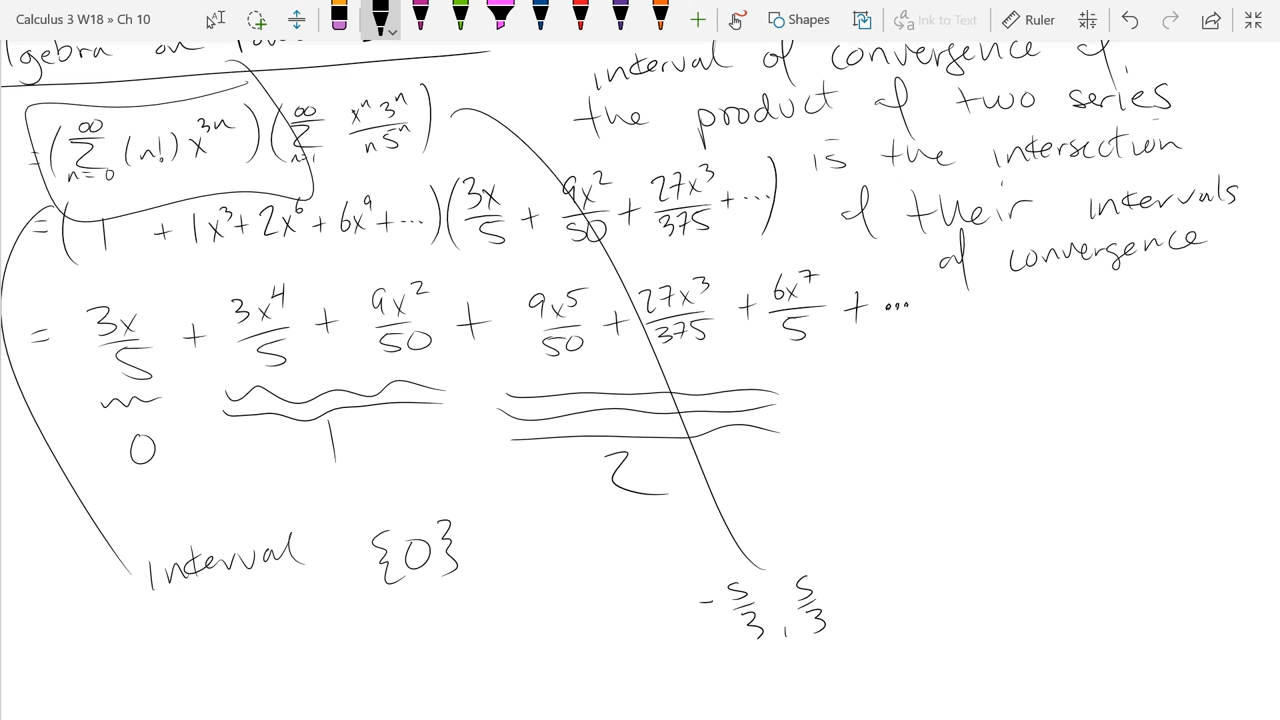 Calculus 3 W18 » Ch 10
Ink to Text
Shapes
Ruler
lgebra on
interval of convergence of
the product of two series
is the intersection
of their intervals
of convergence
= (∑_{n=0}^{∞} (n!) x^{3n}) (∑_{n=1}^{∞} x^n 3^n / n 5^n)
= (1 + 1x^3 + 2x^6 + 6x^9 + ...) (3x/5 + 9x^2/50 + 27x^3/375 + ...)
= 3x/5 + 3x^4/5 + 9x^2/50 + 9x^5/50 + 27x^3/375 + 6x^7/5 + ...
0 1 2
Interval {0}
-5/3, 5/3